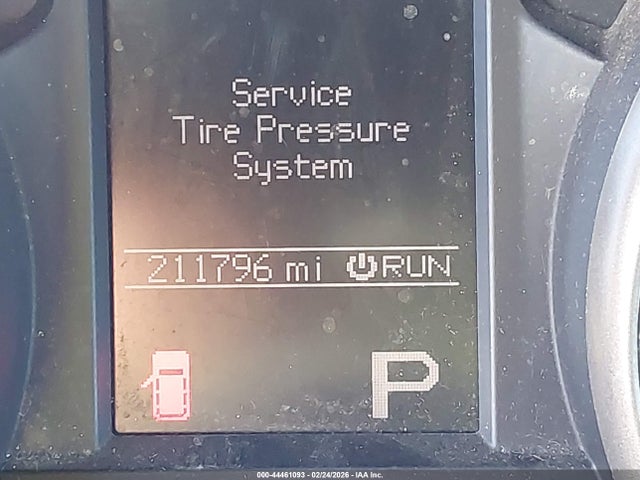 Service
Tire Pressure
System
211796 mi RUN
P
000-44461093 - 02/24/2026 - IAA Inc.